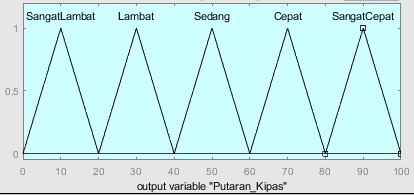 SangatLambat Lambat Sedang Cepat SangatCepat
1
0.5
0
0 10 20 30 40 50 60 70 80 90 100
output variable "Putaran_Kipas"